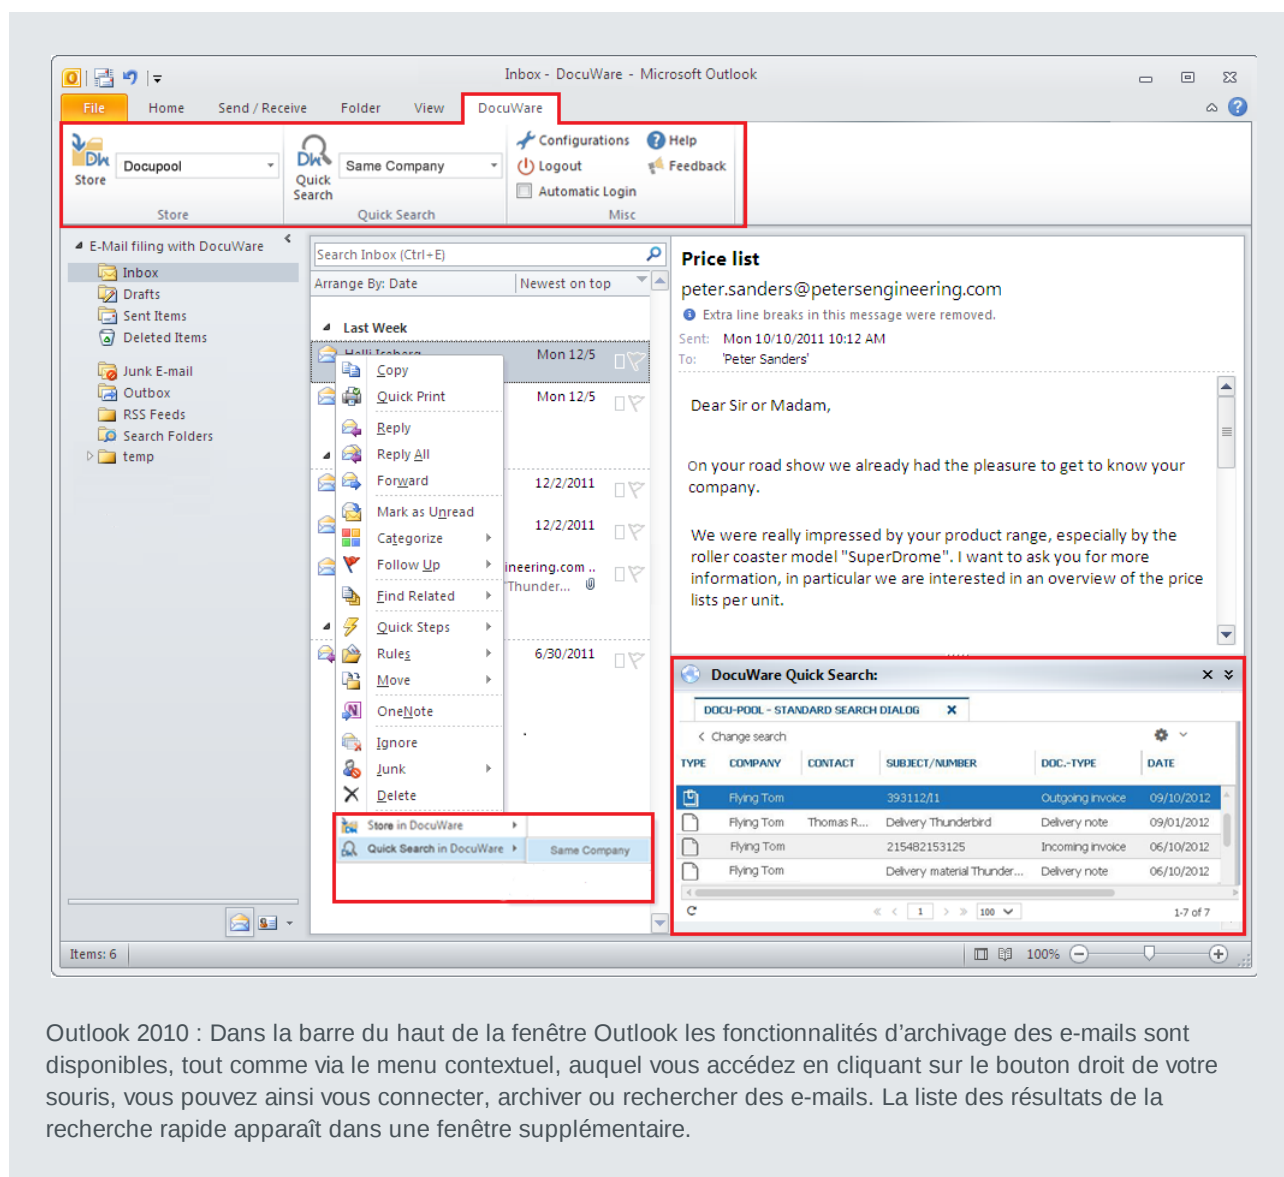 Inbox - DocuWare - Microsoft Outlook
File Home Send / Receive Folder View DocuWare
Store
Docupool
Store
Quick Search
Same Company
Quick Search
Configurations
Help
Logout
Feedback
Automatic Login
Misc
E-Mail filing with DocuWare
Inbox
Drafts
Sent Items
Deleted Items
Junk E-mail
Outbox
RSS Feeds
Search Folders
temp
Search Inbox (Ctrl+E)
Arrange By: Date Newest on top
Last Week
Mon 12/5
Mon 12/5
12/2/2011
12/2/2011
ineering.com ..
'Thunder...
6/30/2011
Copy
Quick Print
Reply
Reply All
Forward
Mark as Unread
Categorize
Follow Up
Find Related
Quick Steps
Rules
Move
OneNote
Ignore
Junk
Delete
Store in DocuWare
Quick Search in DocuWare Same Company
Price list
peter.sanders@petersengineering.com
Extra line breaks in this message were removed.
Sent: Mon 10/10/2011 10:12 AM
To: 'Peter Sanders'
Dear Sir or Madam,
On your road show we already had the pleasure to get to know your
company.
We were really impressed by your product range, especially by the
roller coaster model "SuperDrome". I want to ask you for more
information, in particular we are interested in an overview of the price
lists per unit.
DocuWare Quick Search:
DOCU-POOL - STANDARD SEARCH DIALOG
Change search
TYPE COMPANY CONTACT SUBJECT/NUMBER DOC.-TYPE DATE
Flying Tom 393112/I1 Outgoing invoice 09/10/2012
Flying Tom Thomas R... Delivery Thunderbird Delivery note 09/01/2012
Flying Tom 215482153125 Incoming invoice 06/10/2012
Flying Tom Delivery material Thunder... Delivery note 06/10/2012
1 100 1-7 of 7
Items: 6 100%
Outlook 2010 : Dans la barre du haut de la fenêtre Outlook les fonctionnalités d’archivage des e-mails sont
disponibles, tout comme via le menu contextuel, auquel vous accédez en cliquant sur le bouton droit de votre
souris, vous pouvez ainsi vous connecter, archiver ou rechercher des e-mails. La liste des résultats de la
recherche rapide apparaît dans une fenêtre supplémentaire.